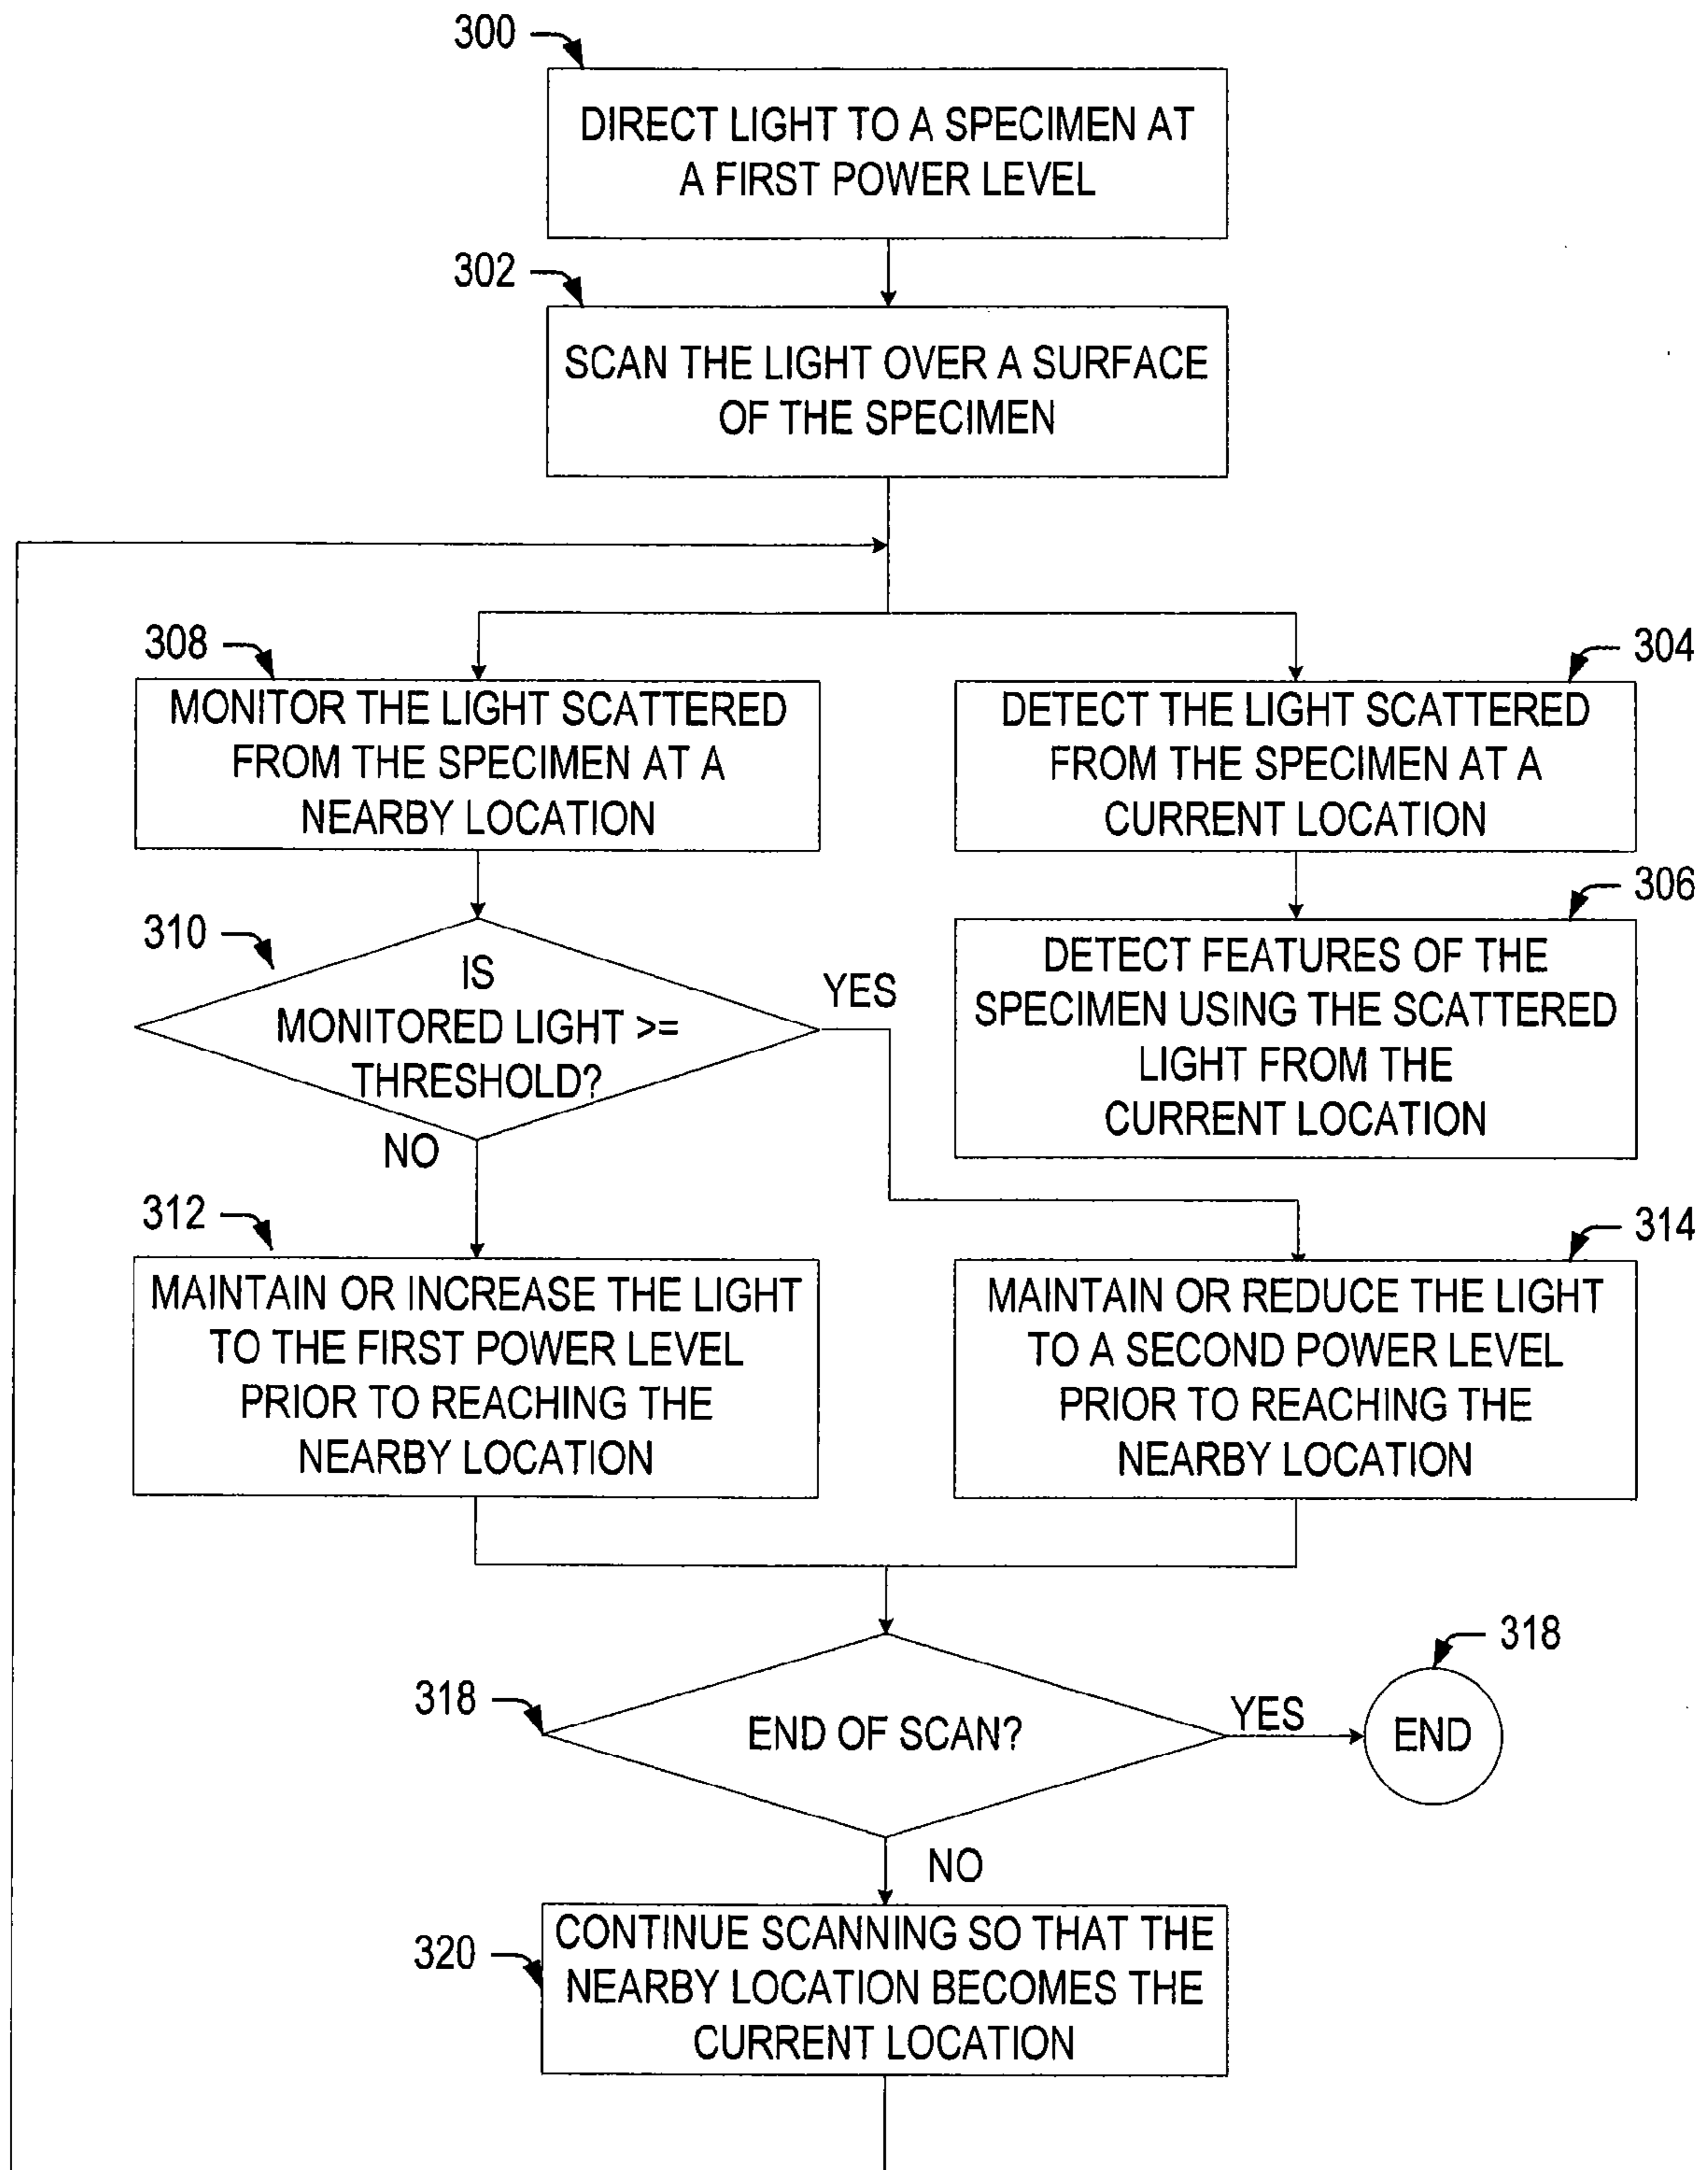 300
DIRECT LIGHT TO A SPECIMEN AT
A FIRST POWER LEVEL
302
SCAN THE LIGHT OVER A SURFACE
OF THE SPECIMEN
308
MONITOR THE LIGHT SCATTERED
FROM THE SPECIMEN AT A
NEARBY LOCATION
304
DETECT THE LIGHT SCATTERED
FROM THE SPECIMEN AT A
CURRENT LOCATION
306
DETECT FEATURES OF THE
SPECIMEN USING THE SCATTERED
LIGHT FROM THE
CURRENT LOCATION
310
IS
MONITORED LIGHT >=
THRESHOLD?
YES
NO
312
MAINTAIN OR INCREASE THE LIGHT
TO THE FIRST POWER LEVEL
PRIOR TO REACHING THE
NEARBY LOCATION
314
MAINTAIN OR REDUCE THE LIGHT
TO A SECOND POWER LEVEL
PRIOR TO REACHING THE
NEARBY LOCATION
318
END OF SCAN?
YES
318
END
NO
320
CONTINUE SCANNING SO THAT THE
NEARBY LOCATION BECOMES THE
CURRENT LOCATION